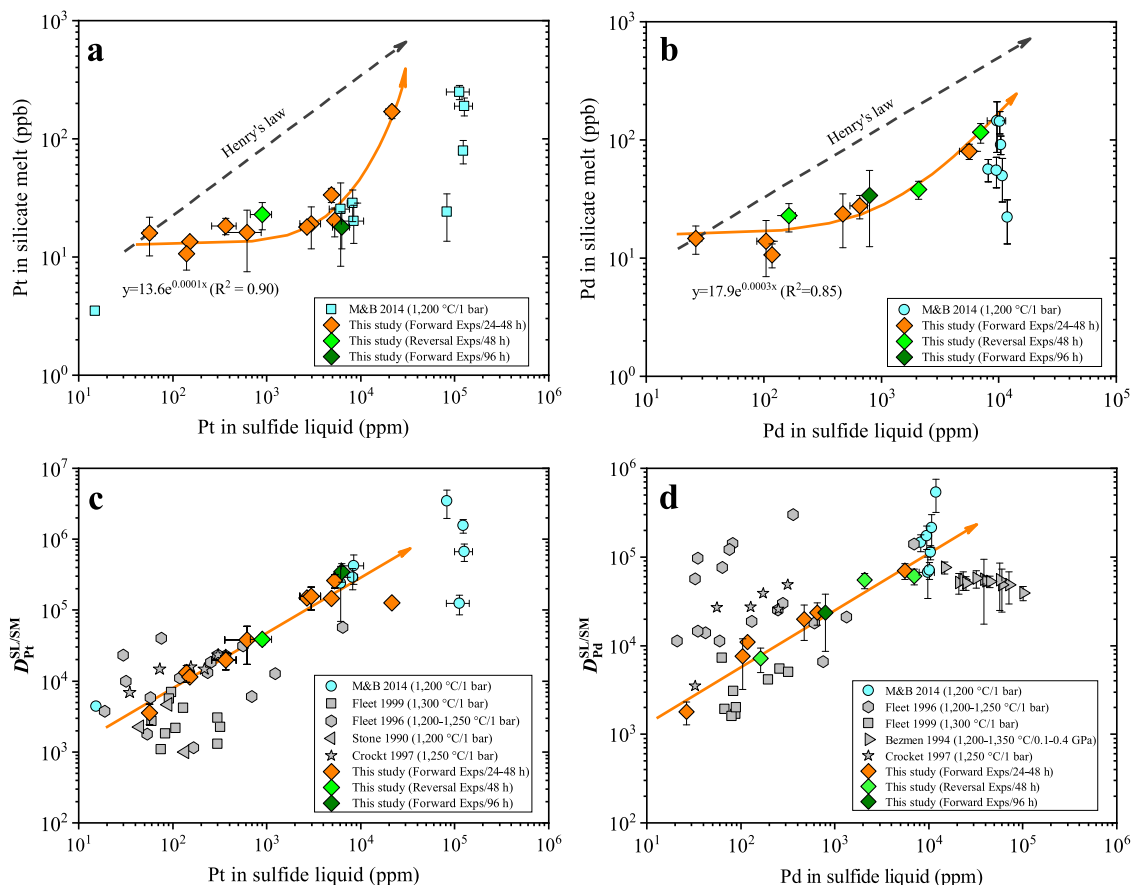 a
10³
10²
10¹
10⁰
Pt in silicate melt (ppb)
Henry's law
y=13.6e^0.0001x (R² = 0.90)
M&B 2014 (1,200 °C/1 bar)
This study (Forward Exps/24–48 h)
This study (Reversal Exps/48 h)
This study (Forward Exps/96 h)
10¹ 10² 10³ 10⁴ 10⁵ 10⁶
Pt in sulfide liquid (ppm)
b
10³
10²
10¹
10⁰
Pd in silicate melt (ppb)
Henry's law
y=17.9e^0.0003x (R²=0.85)
M&B 2014 (1,200 °C/1 bar)
This study (Forward Exps/24–48 h)
This study (Reversal Exps/48 h)
This study (Forward Exps/96 h)
10¹ 10² 10³ 10⁴ 10⁵
Pd in sulfide liquid (ppm)
c
10⁷
10⁶
10⁵
10⁴
10³
10²
D_Pt^SL/SM
M&B 2014 (1,200 °C/1 bar)
Fleet 1999 (1,300 °C/1 bar)
Fleet 1996 (1,200-1,250 °C/1 bar)
Stone 1990 (1,200 °C/1 bar)
Crockt 1997 (1,250 °C/1 bar)
This study (Forward Exps/24–48 h)
This study (Reversal Exps/48 h)
This study (Forward Exps/96 h)
10¹ 10² 10³ 10⁴ 10⁵ 10⁶
Pt in sulfide liquid (ppm)
d
10⁶
10⁵
10⁴
10³
10²
D_Pd^SL/SM
M&B 2014 (1,200 °C/1 bar)
Fleet 1996 (1,200-1,250 °C/1 bar)
Fleet 1999 (1,300 °C/1 bar)
Bezmen 1994 (1,200-1,350 °C/0.1-0.4 GPa)
Crocket 1997 (1,250 °C/1 bar)
This study (Forward Exps/24–48 h)
This study (Reversal Exps/48 h)
This study (Forward Exps/96 h)
10¹ 10² 10³ 10⁴ 10⁵ 10⁶
Pd in sulfide liquid (ppm)